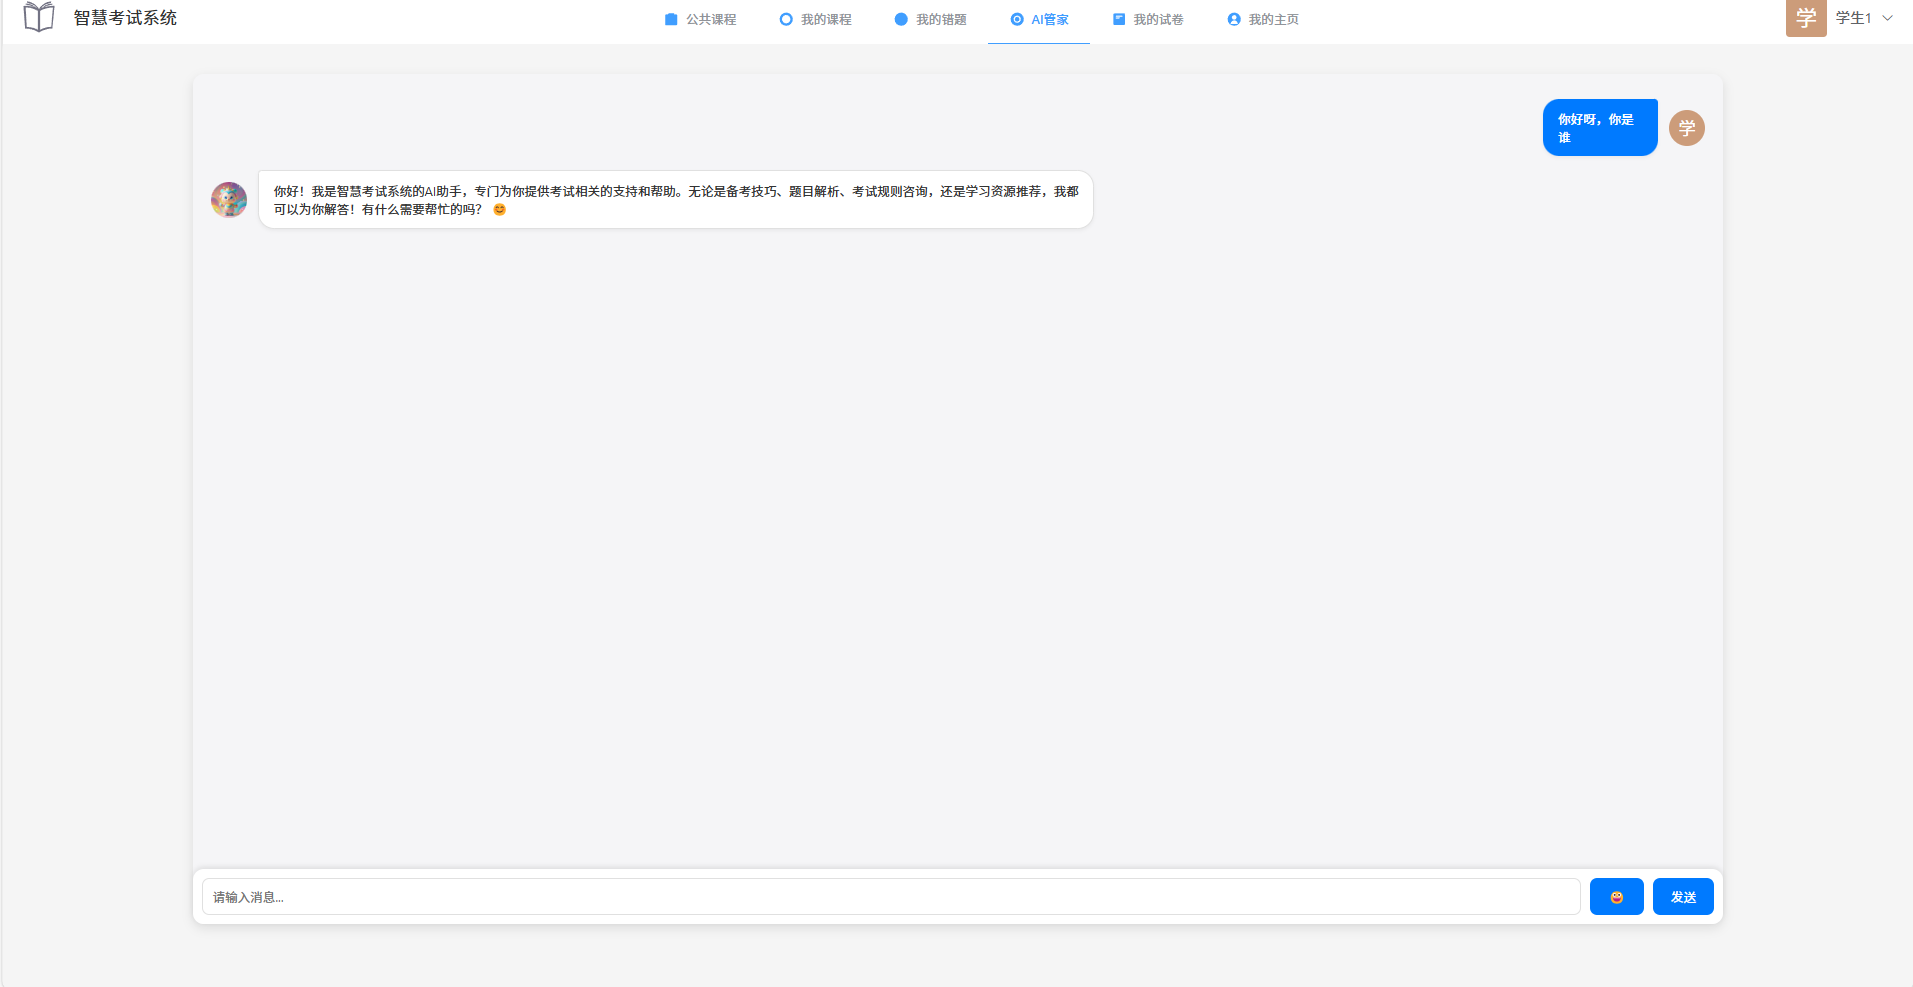 智慧考试系统
公共课程
我的课程
我的错题
AI管家
我的试卷
我的主页
学
学生1
你好呀，你是
谁
学
你好！我是智慧考试系统的AI助手，专门为你提供考试相关的支持和帮助。无论是备考技巧、题目解析、考试规则咨询，还是学习资源推荐，我都
可以为你解答！有什么需要帮忙的吗？ 😊
请输入消息...
发送